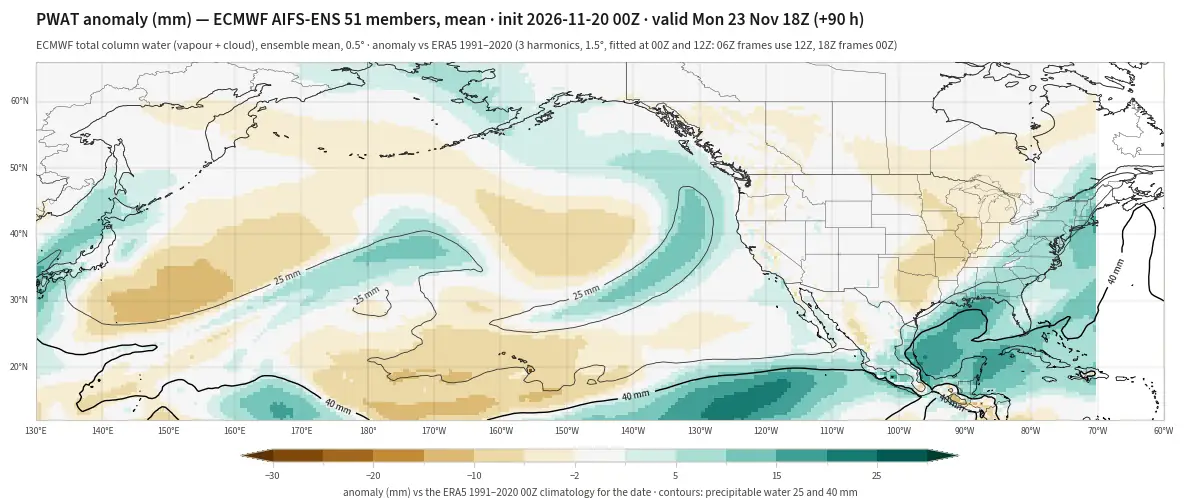 PWAT anomaly (mm) — ECMWF AIFS-ENS 51 members, mean · init 2026-11-20 00Z · valid Mon 23 Nov 18Z (+90 h)
ECMWF total column water (vapour + cloud), ensemble mean, 0.5° · anomaly vs ERA5 1991–2020 (3 harmonics, 1.5°, fitted at 00Z and 12Z: 06Z frames use 12Z, 18Z frames 00Z)
60°N
50°N
40°N
30°N
20°N
25 mm
25 mm
25 mm
40 mm
40 mm
40 mm
40 mm
130°E 140°E 150°E 160°E 170°E 180° 170°W 160°W 150°W 140°W 130°W 120°W 110°W 100°W 90°W 80°W 70°W 60°W
−30 −20 −10 −2 5 15 25
anomaly (mm) vs the ERA5 1991–2020 00Z climatology for the date · contours: precipitable water 25 and 40 mm